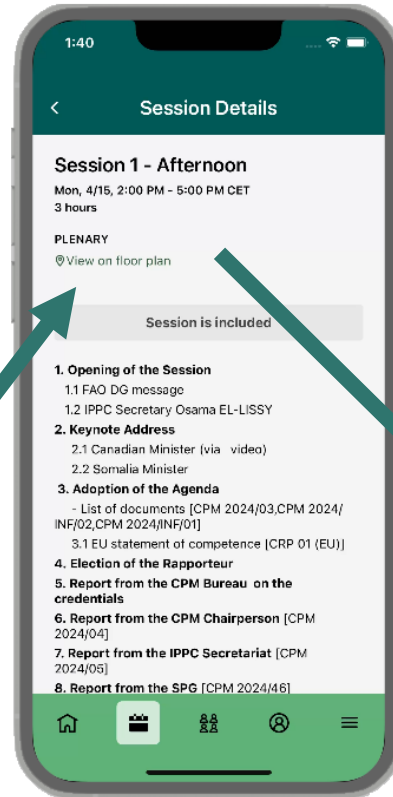 1:40
Session Details
Session 1 - Afternoon
Mon, 4/15, 2:00 PM - 5:00 PM CET
3 hours
PLENARY
View on floor plan
Session is included
1. Opening of the Session
1.1 FAO DG message
1.2 IPPC Secretary Osama EL-LISSY
2. Keynote Address
2.1 Canadian Minister (via video)
2.2 Somalia Minister
3. Adoption of the Agenda
- List of documents [CPM 2024/03,CPM 2024/
INF/02,CPM 2024/INF/01]
3.1 EU statement of competence [CRP 01 (EU)]
4. Election of the Rapporteur
5. Report from the CPM Bureau on the
credentials
6. Report from the CPM Chairperson [CPM
2024/04]
7. Report from the IPPC Secretariat [CPM
2024/05]
8. Report from the SPG [CPM 2024/46]